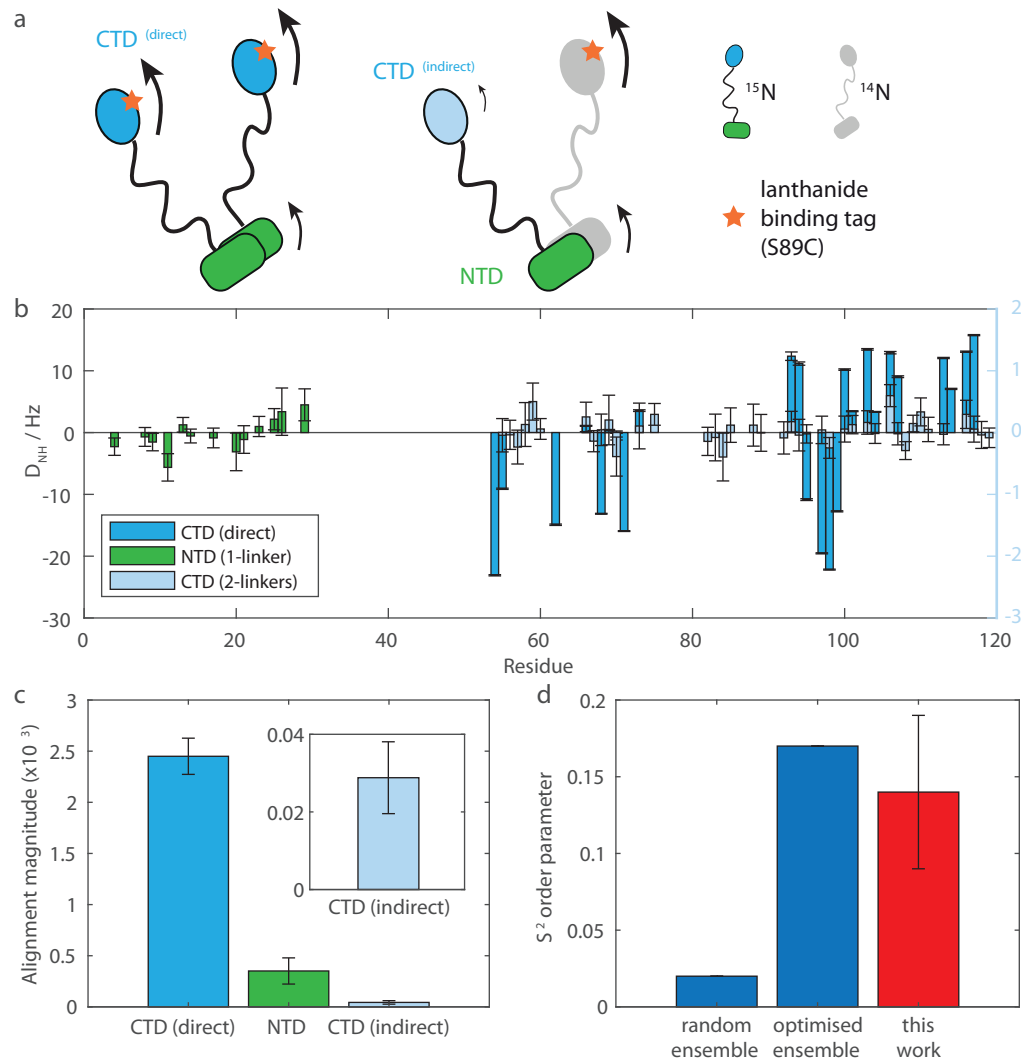 a
CTD (direct)
CTD (indirect)
15N
14N
lanthanide
binding tag
(S89C)
NTD
b
20
10
0
-10
-20
-30
D_NH / Hz
2
1
0
-1
-2
-3
CTD (direct)
NTD (1-linker)
CTD (2-linkers)
0
20
40
60
80
100
120
Residue
c
3
2.5
2
1.5
1
0.5
0
Alignment magnitude (x10 ⁻³)
0.04
0.02
0
CTD (indirect)
CTD (direct)
NTD
CTD (indirect)
d
0.2
0.15
0.1
0.05
0
S ² order parameter
random
ensemble
optimised
ensemble
this
work